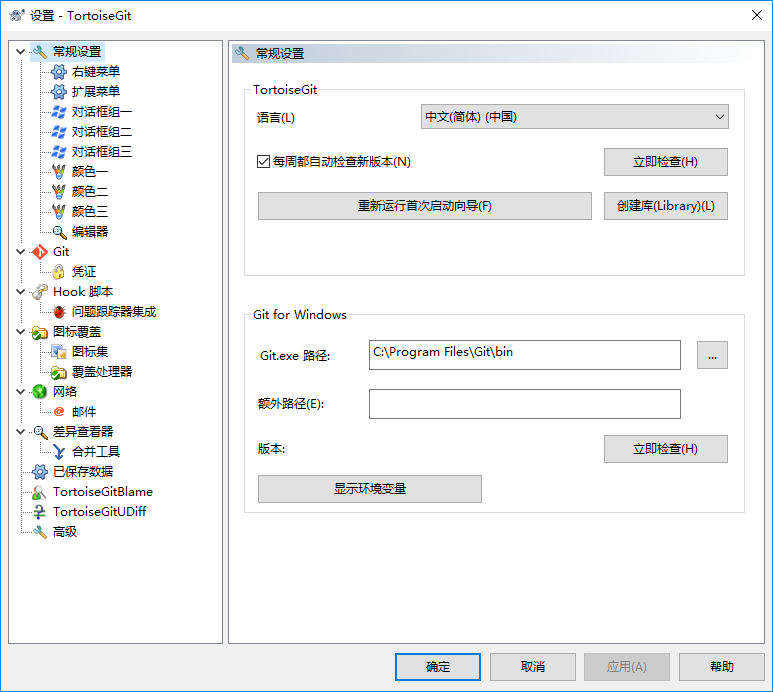 设置 - TortoiseGit
常规设置
右键菜单
扩展菜单
对话框组一
对话框组二
对话框组三
颜色一
颜色二
颜色三
编辑器
Git
凭证
Hook 脚本
问题跟踪器集成
图标覆盖
图标集
覆盖处理器
网络
邮件
差异查看器
合并工具
已保存数据
TortoiseGitBlame
TortoiseGitUDiff
高级
常规设置
TortoiseGit
语言(L)
中文(简体) (中国)
每周都自动检查新版本(N)
立即检查(H)
重新运行首次启动向导(F)
创建库(Library)(L)
Git for Windows
Git.exe 路径:
C:\Program Files\Git\bin
...
额外路径(E):
版本:
立即检查(H)
显示环境变量
确定
取消
应用(A)
帮助